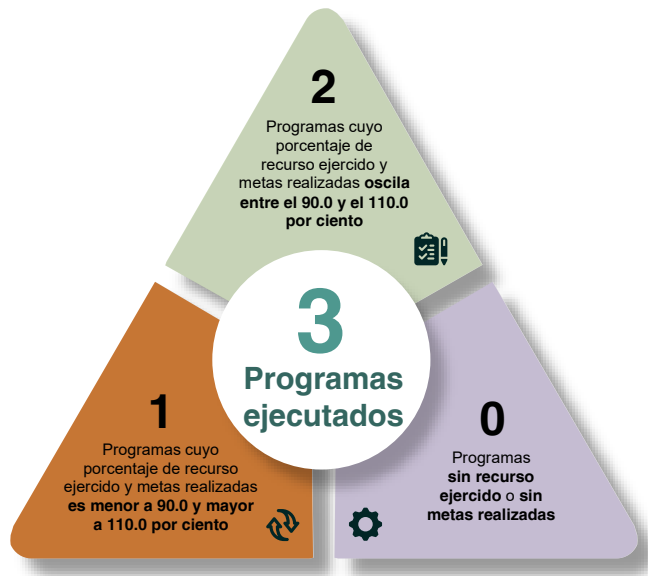 2
Programas cuyo
porcentaje de
recurso ejercido y
metas realizadas oscila
entre el 90.0 y el 110.0
por ciento
3
Programas
ejecutados
1
Programas cuyo
porcentaje de recurso
ejercido y metas realizadas
es menor a 90.0 y mayor
a 110.0 por ciento
0
Programas
sin recurso
ejercido o sin
metas realizadas